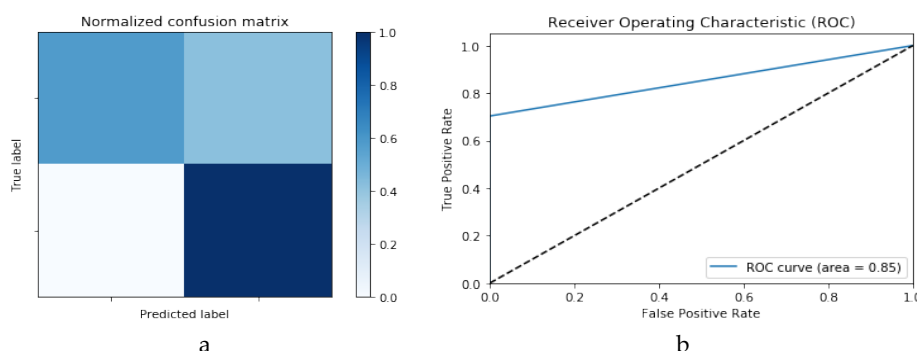 Normalized confusion matrix
True label
Predicted label
1.0
0.8
0.6
0.4
0.2
0.0
a
Receiver Operating Characteristic (ROC)
True Positive Rate
1.0
0.8
0.6
0.4
0.2
0.0
0.0 0.2 0.4 0.6 0.8 1.0
False Positive Rate
ROC curve (area = 0.85)
b